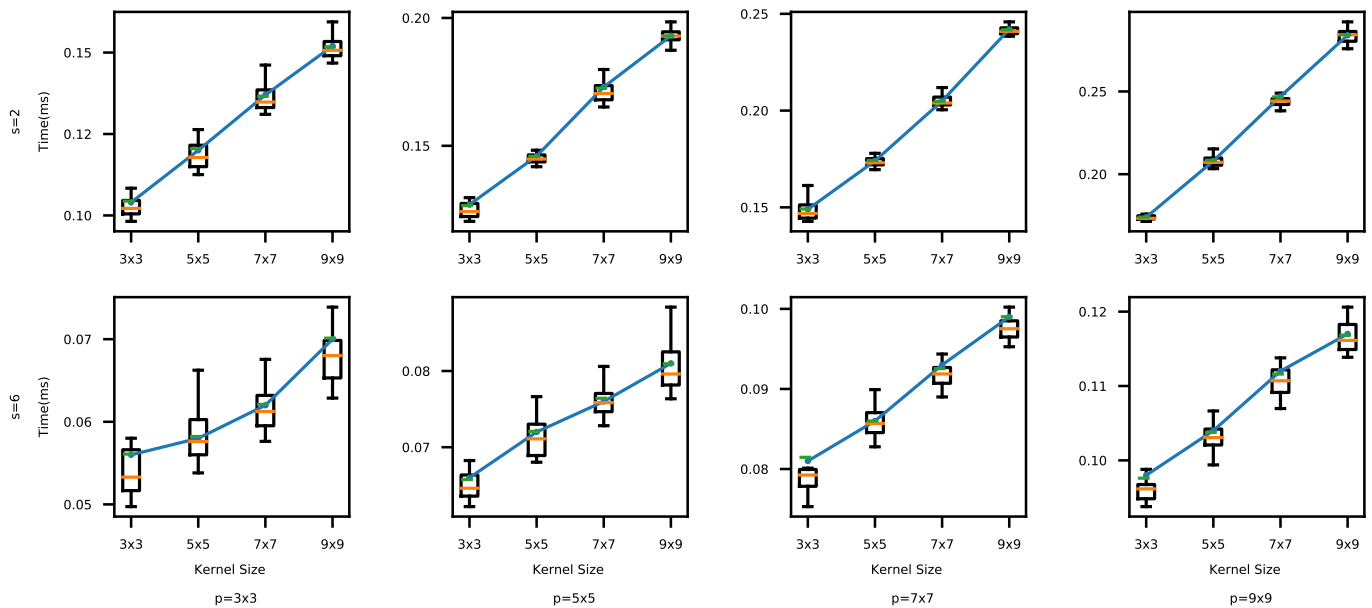 s=2
Time(ms)
0.15
0.12
0.10
3x3 5x5 7x7 9x9
0.20
0.15
3x3 5x5 7x7 9x9
0.25
0.20
0.15
3x3 5x5 7x7 9x9
0.25
0.20
3x3 5x5 7x7 9x9
s=6
Time(ms)
0.07
0.06
0.05
3x3 5x5 7x7 9x9
Kernel Size
p=3x3
0.08
0.07
3x3 5x5 7x7 9x9
Kernel Size
p=5x5
0.10
0.09
0.08
3x3 5x5 7x7 9x9
Kernel Size
p=7x7
0.12
0.11
0.10
3x3 5x5 7x7 9x9
Kernel Size
p=9x9